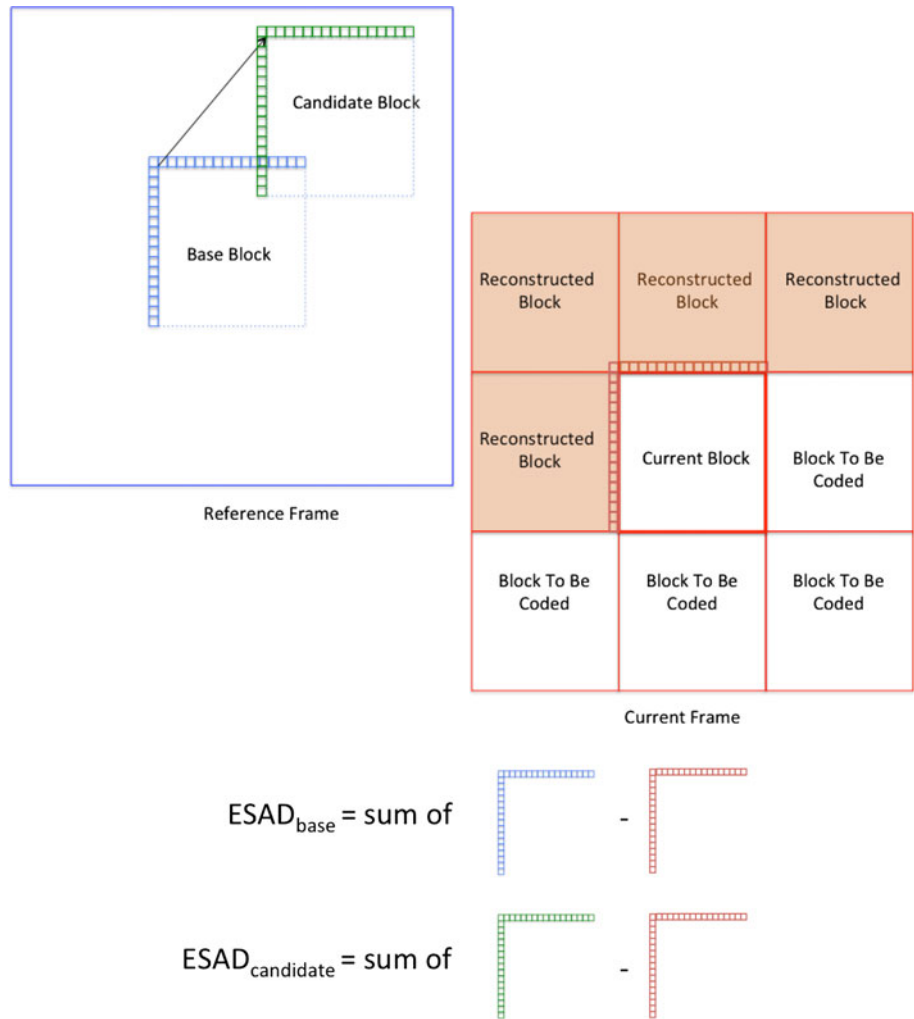 Candidate Block
Base Block
Reference Frame
Reconstructed
Block
Reconstructed
Block
Reconstructed
Block
Reconstructed
Block
Current Block
Block To Be
Coded
Block To Be
Coded
Block To Be
Coded
Block To Be
Coded
Current Frame
ESADbase = sum of -
ESADcandidate = sum of -